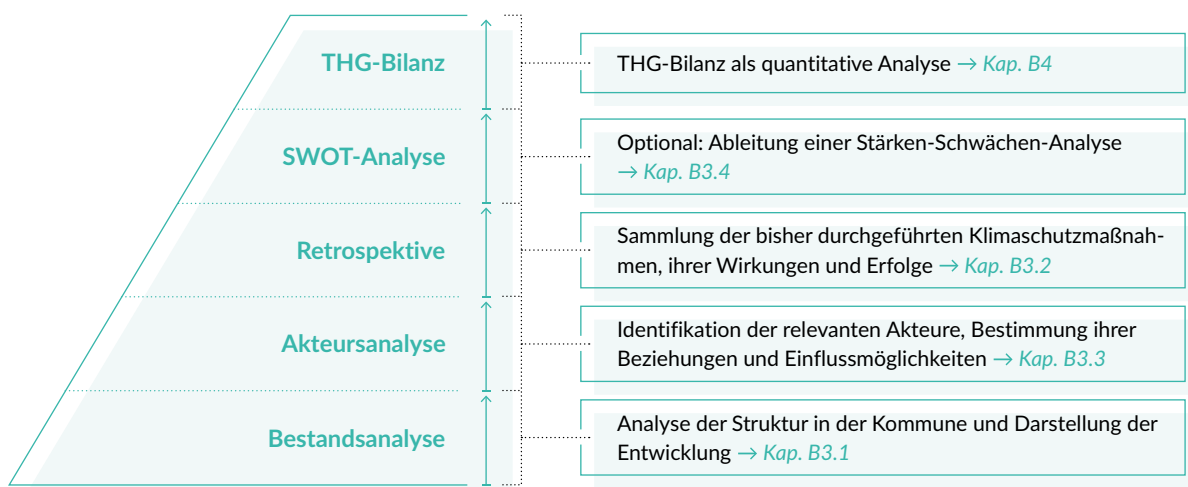 THG-Bilanz
THG-Bilanz als quantitative Analyse → Kap. B4
SWOT-Analyse
Optional: Ableitung einer Stärken-Schwächen-Analyse
→ Kap. B3.4
Retrospektive
Sammlung der bisher durchgeführten Klimaschutzmaßnah-
men, ihrer Wirkungen und Erfolge → Kap. B3.2
Akteursanalyse
Identifikation der relevanten Akteure, Bestimmung ihrer
Beziehungen und Einflussmöglichkeiten → Kap. B3.3
Bestandsanalyse
Analyse der Struktur in der Kommune und Darstellung der
Entwicklung → Kap. B3.1